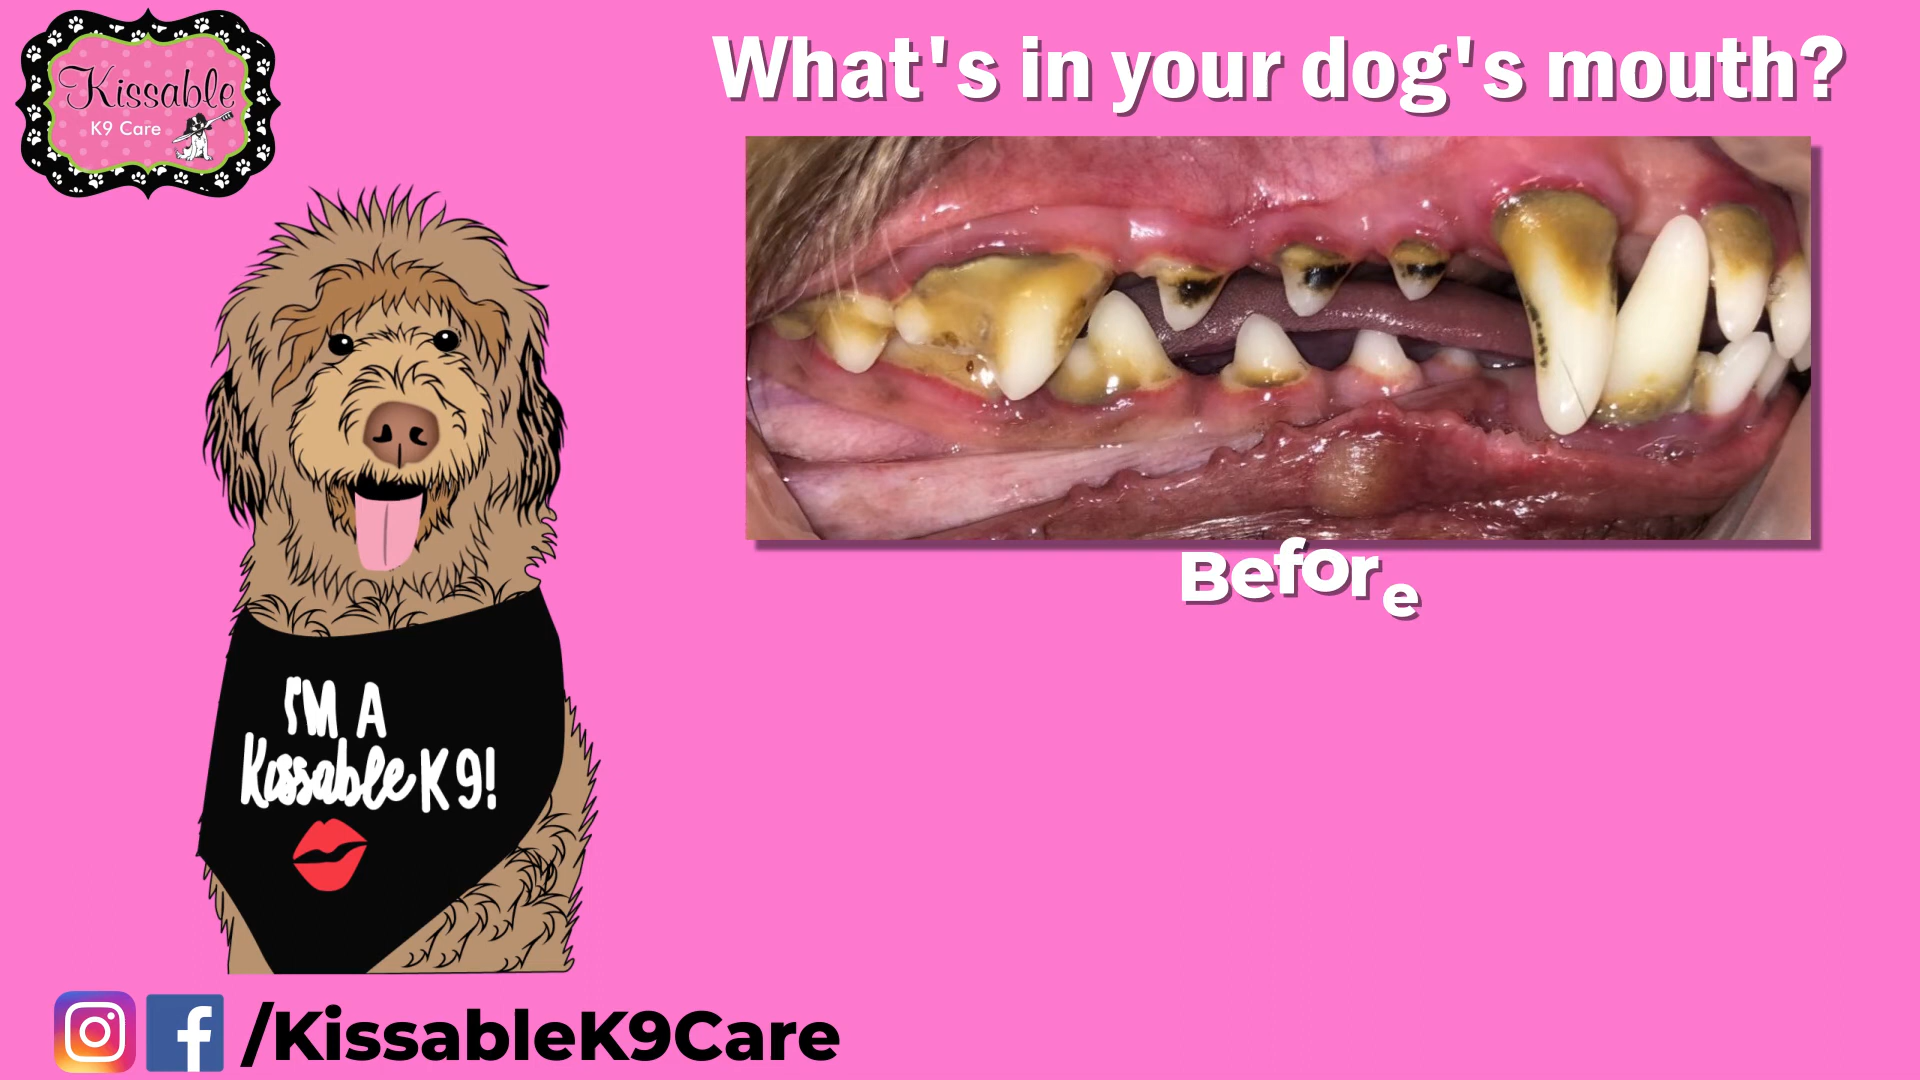 Kissable
K9 Care
What's in your dog's mouth?
Before
I'M A
Kissable K9!
/KissableK9Care